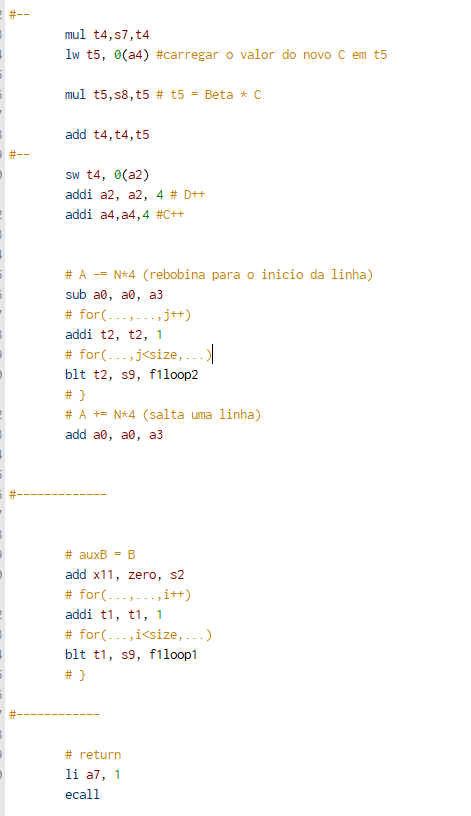 #--
mul t4,s7,t4
lw t5, 0(a4) #carregar o valor do novo C em t5
mul t5,s8,t5 # t5 = Beta * C
add t4,t4,t5
#--
sw t4, 0(a2)
addi a2, a2, 4 # D++
addi a4,a4,4 #C++
# A -= N*4 (rebobina para o inicio da linha)
sub a0, a0, a3
# for(...,...,j++)
addi t2, t2, 1
# for(...,j<size,...)
blt t2, s9, f1loop2
# }
# A += N*4 (salta uma linha)
add a0, a0, a3
#-------------
# auxB = B
add x11, zero, s2
# for(...,...,i++)
addi t1, t1, 1
# for(...,i<size,...)
blt t1, s9, f1loop1
# }
#------------
# return
li a7, 1
ecall